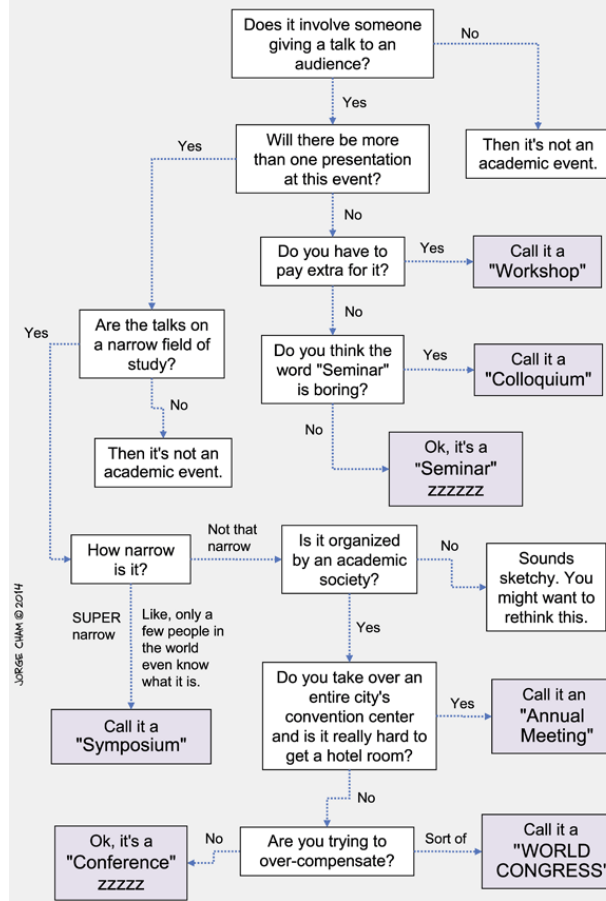 Does it involve someone
giving a talk to an
audience?
No
Yes
Then it's not an
academic event.
Will there be more
than one presentation
at this event?
Yes
No
Do you have to
pay extra for it?
Yes
Call it a
"Workshop"
No
Are the talks on
a narrow field of
study?
Yes
No
Then it's not an
academic event.
Do you think the
word "Seminar"
is boring?
Yes
Call it a
"Colloquium"
No
Ok, it's a
"Seminar"
zzzzzz
How narrow
is it?
Not that
narrow
Is it organized
by an academic
society?
No
Sounds
sketchy. You
might want to
rethink this.
SUPER
narrow
Like, only a
few people in
the world
even know
what it is.
Yes
Call it a
"Symposium"
Do you take over an
entire city's
convention center
and is it really hard to
get a hotel room?
Yes
Call it an
"Annual
Meeting"
No
Are you trying to
over-compensate?
No
Ok, it's a
"Conference"
zzzzz
Sort of
Call it a
"WORLD
CONGRESS"
JORGE CHAM © 2014